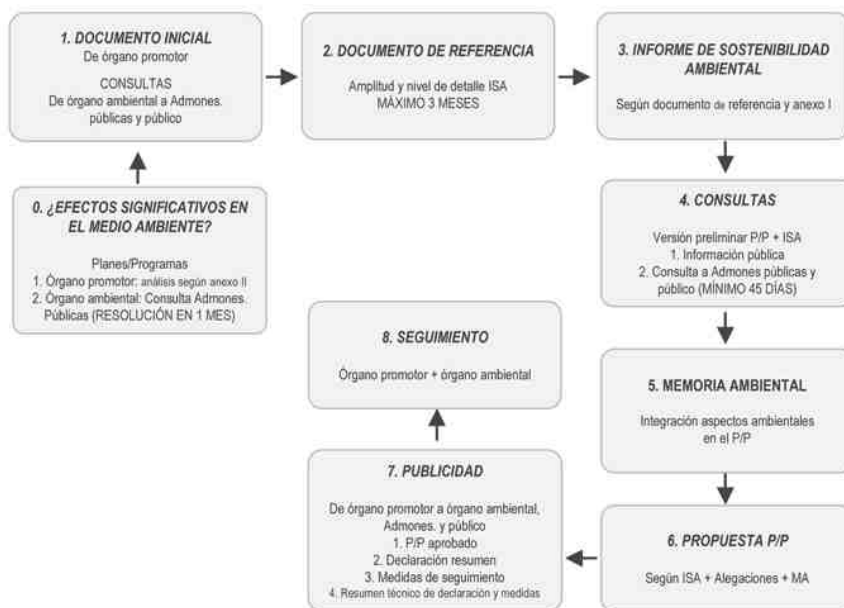 1. DOCUMENTO INICIAL
De órgano promotor
CONSULTAS
De órgano ambiental a Admones.
públicas y público
2. DOCUMENTO DE REFERENCIA
Amplitud y nivel de detalle ISA
MÁXIMO 3 MESES
3. INFORME DE SOSTENIBILIDAD
AMBIENTAL
Según documento de referencia y anexo I
0. ¿EFECTOS SIGNIFICATIVOS EN
EL MEDIO AMBIENTE?
Planes/Programas
1. Órgano promotor: análisis según anexo II
2. Órgano ambiental: Consulta Admones.
Públicas (RESOLUCIÓN EN 1 MES)
4. CONSULTAS
Versión preliminar P/P + ISA
1. Información pública
2. Consulta a Admones públicas y
público (MÍNIMO 45 DÍAS)
8. SEGUIMIENTO
Órgano promotor + órgano ambiental
5. MEMORIA AMBIENTAL
Integración aspectos ambientales
en el P/P
7. PUBLICIDAD
De órgano promotor a órgano ambiental,
Admones. y público
1. P/P aprobado
2. Declaración resumen
3. Medidas de seguimiento
4. Resumen técnico de declaración y medidas
6. PROPUESTA P/P
Según ISA + Alegaciones + MA